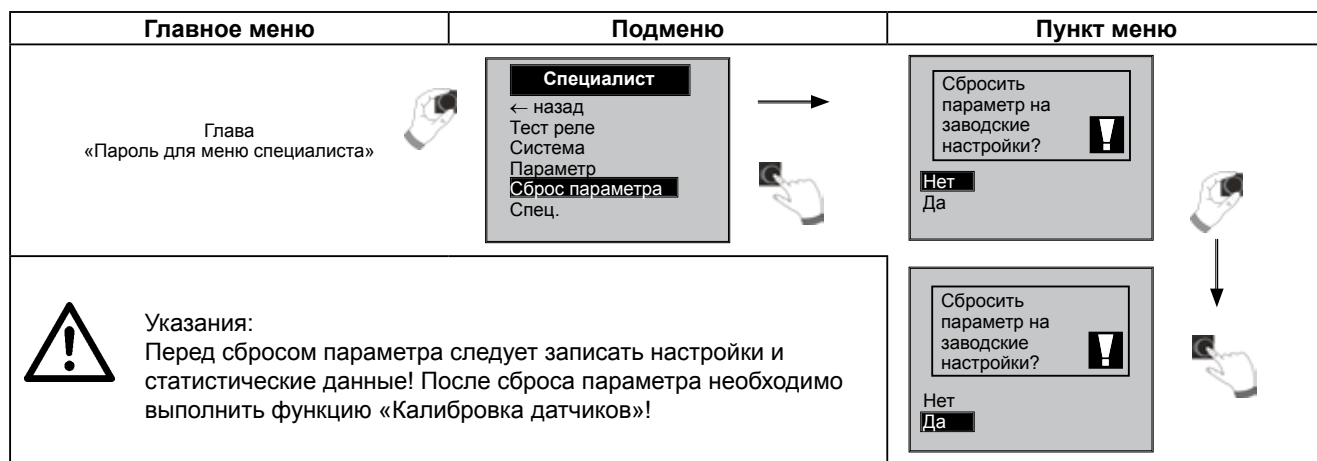 Главное меню
Подменю
Пункт меню
Глава
«Пароль для меню специалиста»
Специалист
← назад
Тест реле
Система
Параметр
Сброс параметра
Спец.
Сбросить
параметр на
заводские
настройки?
Нет
Да
Указания:
Перед сбросом параметра следует записать настройки и
статистические данные! После сброса параметра необходимо
выполнить функцию «Калибровка датчиков»!
Сбросить
параметр на
заводские
настройки?
Нет
Да